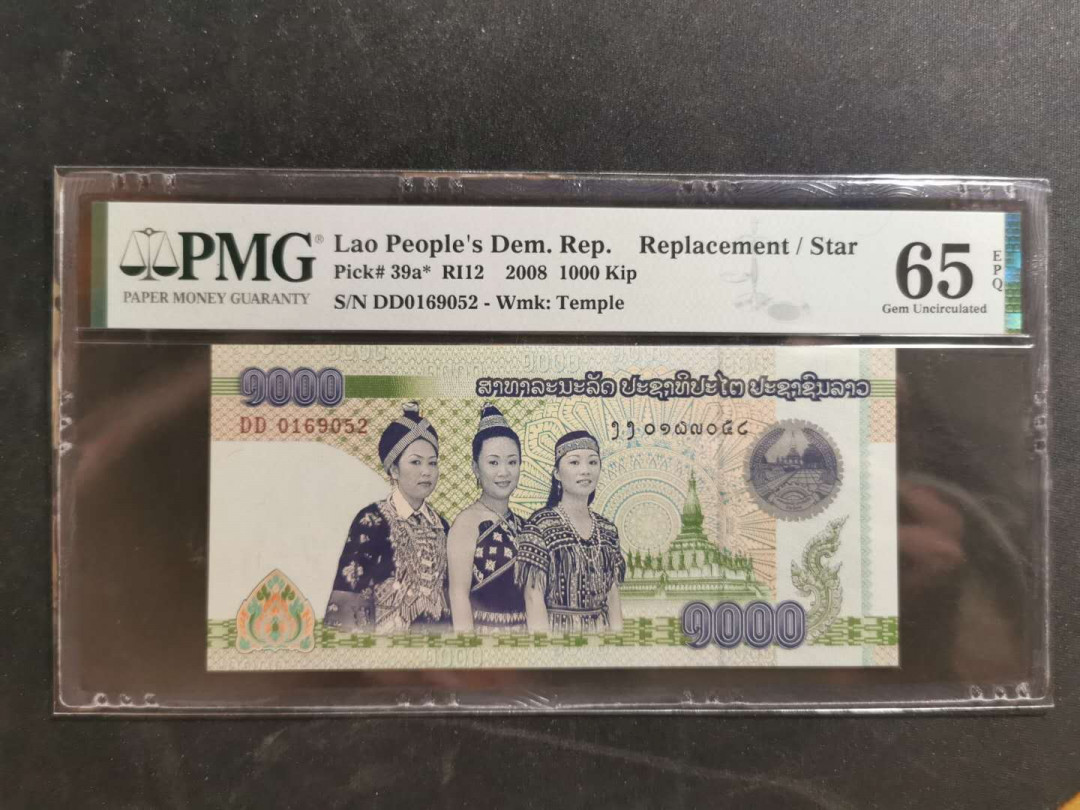 PMG®
PAPER MONEY GUARANTY
Lao People's Dem. Rep. Replacement / Star
Pick# 39a* RI12 2008 1000 Kip
S/N DD0169052 - Wmk: Temple
65
EPQ
Gem Uncirculated
໑໐໐໐
ສາທາລະນະລັດ ປະຊາທິປະໄຕ ປະຊາຊົນລາວ
DD 0169052
໑໐໐໐